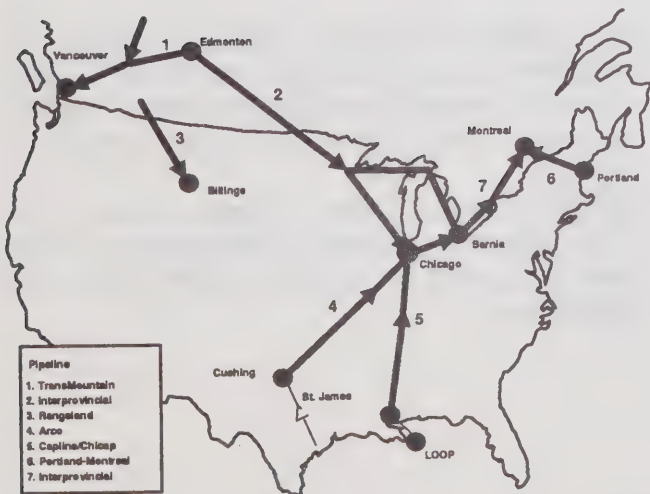 Vancouver
1
Edmonton
2
3
Billings
Montreal
7
6
Portland
Sarnia
Chicago
4
5
Cushing
St. James
LOOP
Pipeline
1. TransMountain
2. Interprovincial
3. Rangeland
4. Arco
5. Capline/Chicap
6. Portland-Montreal
7. Interprovincial